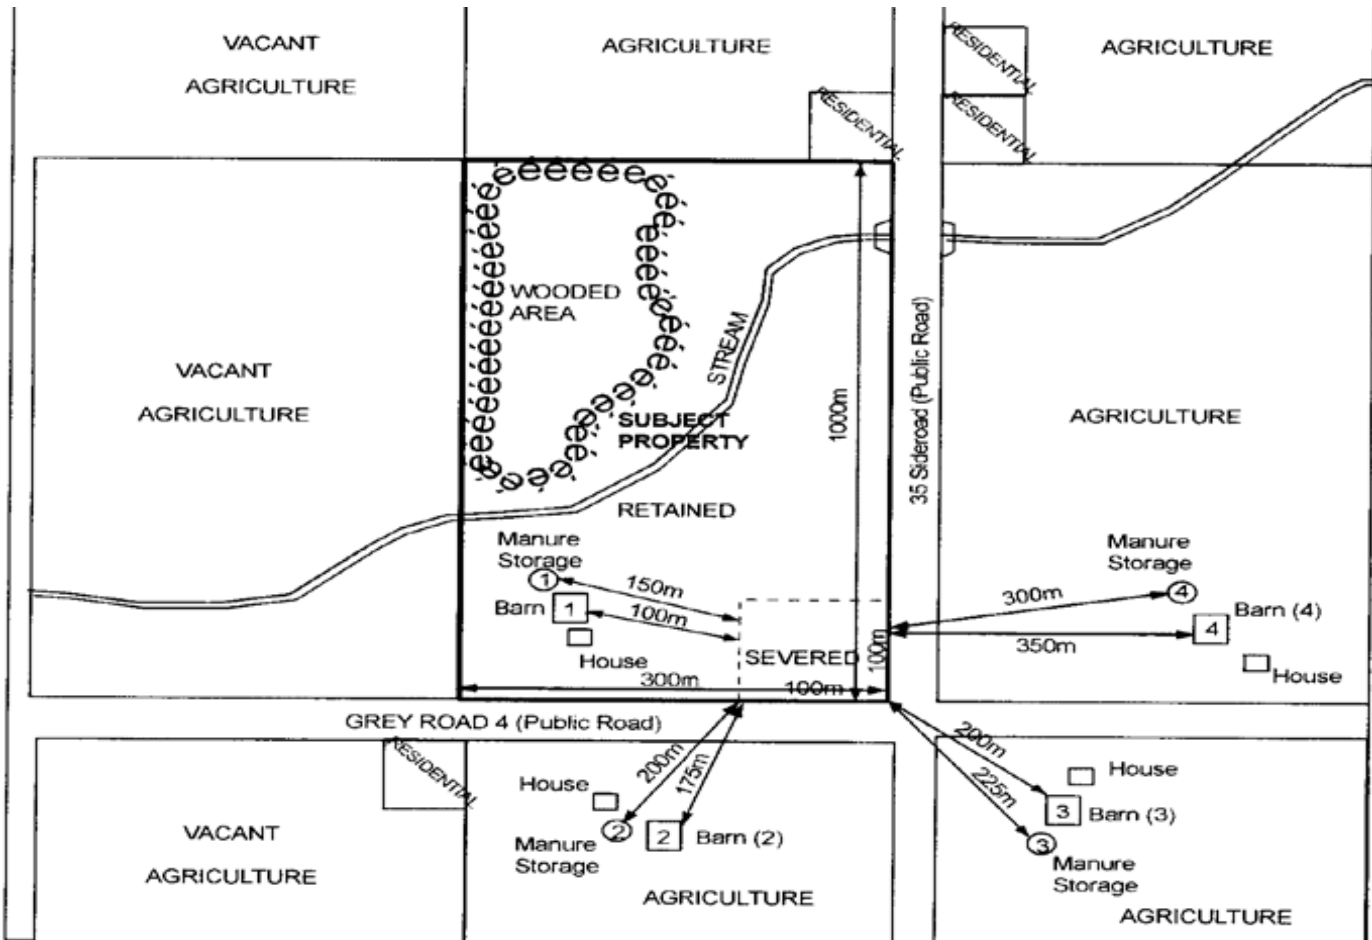 VACANT
AGRICULTURE
AGRICULTURE
RESIDENTIAL
AGRICULTURE
RESIDENTIAL
RESIDENTIAL
WOODED
AREA
STREAM
SUBJECT
PROPERTY
1000m
35 Sideroad (Public Road)
VACANT
AGRICULTURE
AGRICULTURE
RETAINED
Manure
Storage
1
150m
Barn
1
100m
House
SEVERED
100m
300m
100m
Manure
Storage
4
300m
Barn (4)
4
350m
House
GREY ROAD 4 (Public Road)
RESIDENTIAL
VACANT
AGRICULTURE
200m
175m
House
2
2
Barn (2)
Manure
Storage
AGRICULTURE
200m
225m
House
3
Barn (3)
3
Manure
Storage
AGRICULTURE